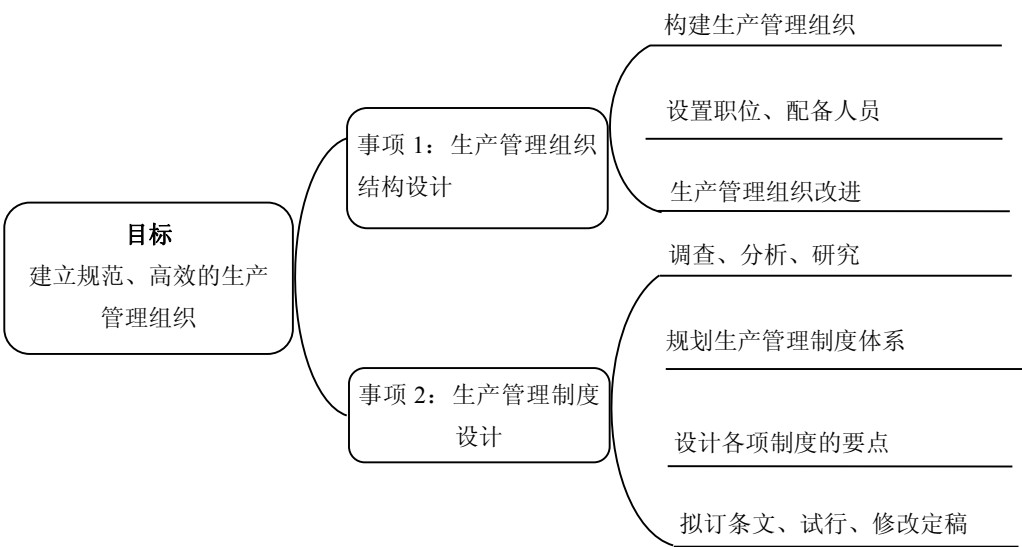 目标
建立规范、高效的生产
管理组织
事项 1：生产管理组织
结构设计
构建生产管理组织
设置职位、配备人员
生产管理组织改进
事项 2：生产管理制度
设计
调查、分析、研究
规划生产管理制度体系
设计各项制度的要点
拟订条文、试行、修改定稿